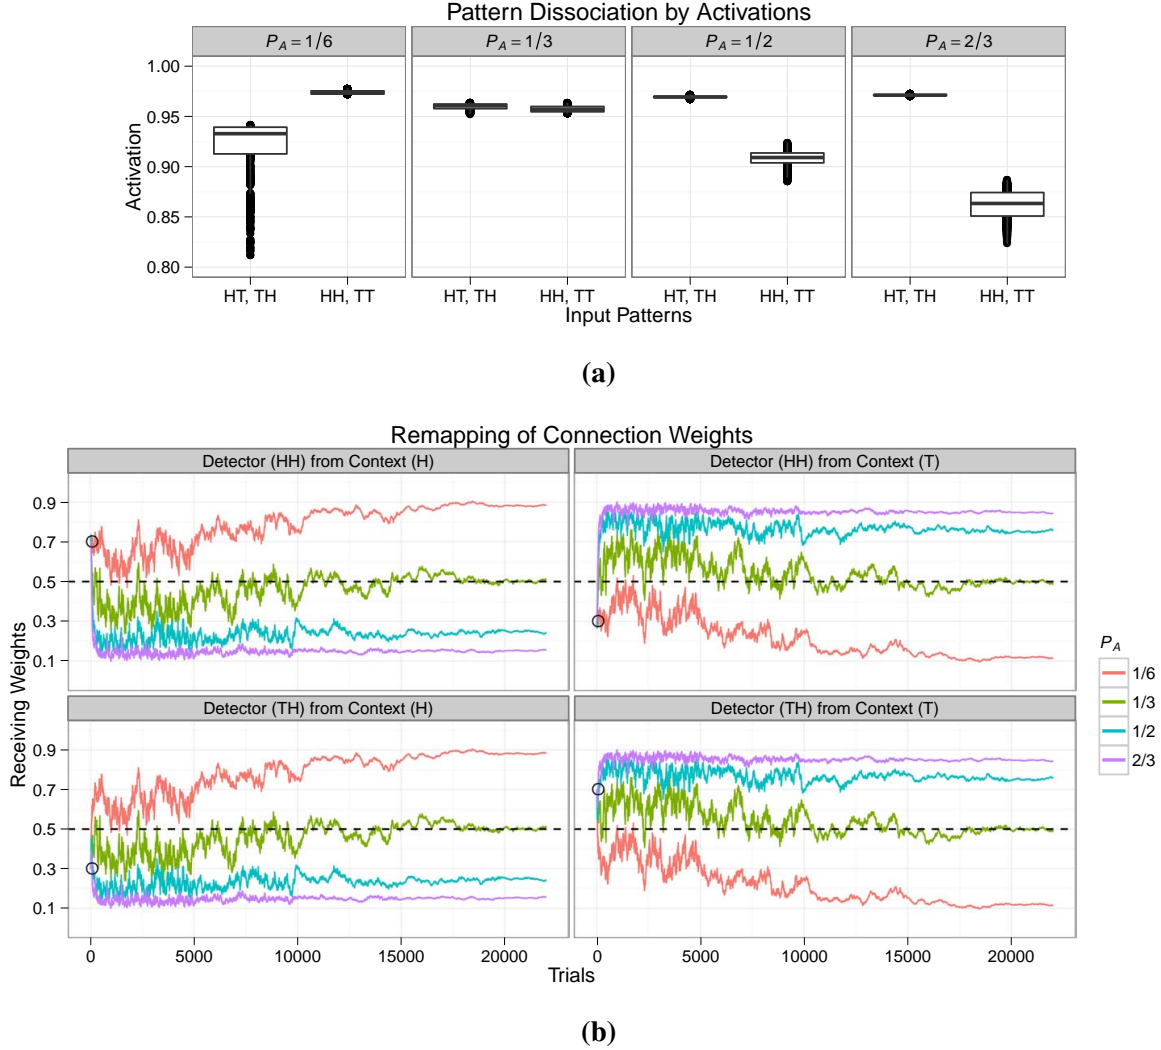 Pattern Dissociation by Activations
P_A = 1/6
P_A = 1/3
P_A = 1/2
P_A = 2/3
1.00
0.95
0.90
0.85
0.80
Activation
HT, TH
HH, TT
HT, TH
HH, TT
HT, TH
HH, TT
HT, TH
HH, TT
Input Patterns
(a)
Remapping of Connection Weights
Detector (HH) from Context (H)
Detector (HH) from Context (T)
0.9
0.7
0.5
0.3
0.1
Detector (TH) from Context (H)
Detector (TH) from Context (T)
0.9
0.7
0.5
0.3
0.1
Receiving Weights
0
5000
10000
15000
20000
0
5000
10000
15000
20000
Trials
P_A
1/6
1/3
1/2
2/3
(b)